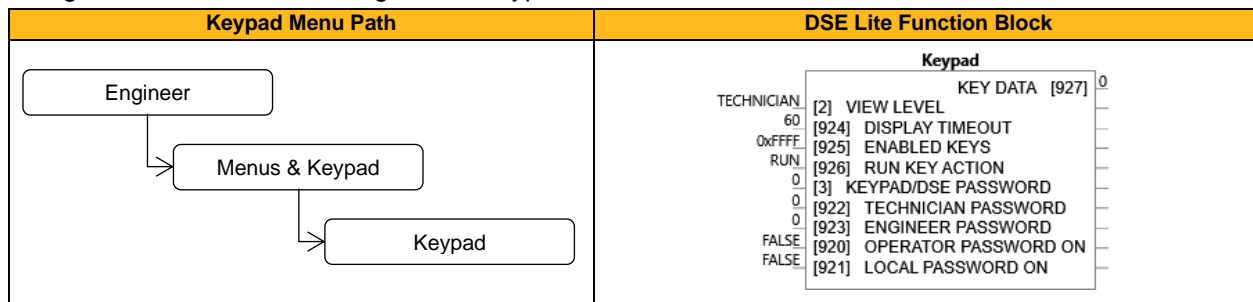 Keypad Menu Path
DSE Lite Function Block
Engineer
Menus & Keypad
Keypad
Keypad
KEY DATA [927] 0
TECHNICIAN [2] VIEW LEVEL
60 [924] DISPLAY TIMEOUT
0xFFFF [925] ENABLED KEYS
RUN [926] RUN KEY ACTION
0 [3] KEYPAD/DSE PASSWORD
0 [922] TECHNICIAN PASSWORD
0 [923] ENGINEER PASSWORD
FALSE [920] OPERATOR PASSWORD ON
FALSE [921] LOCAL PASSWORD ON